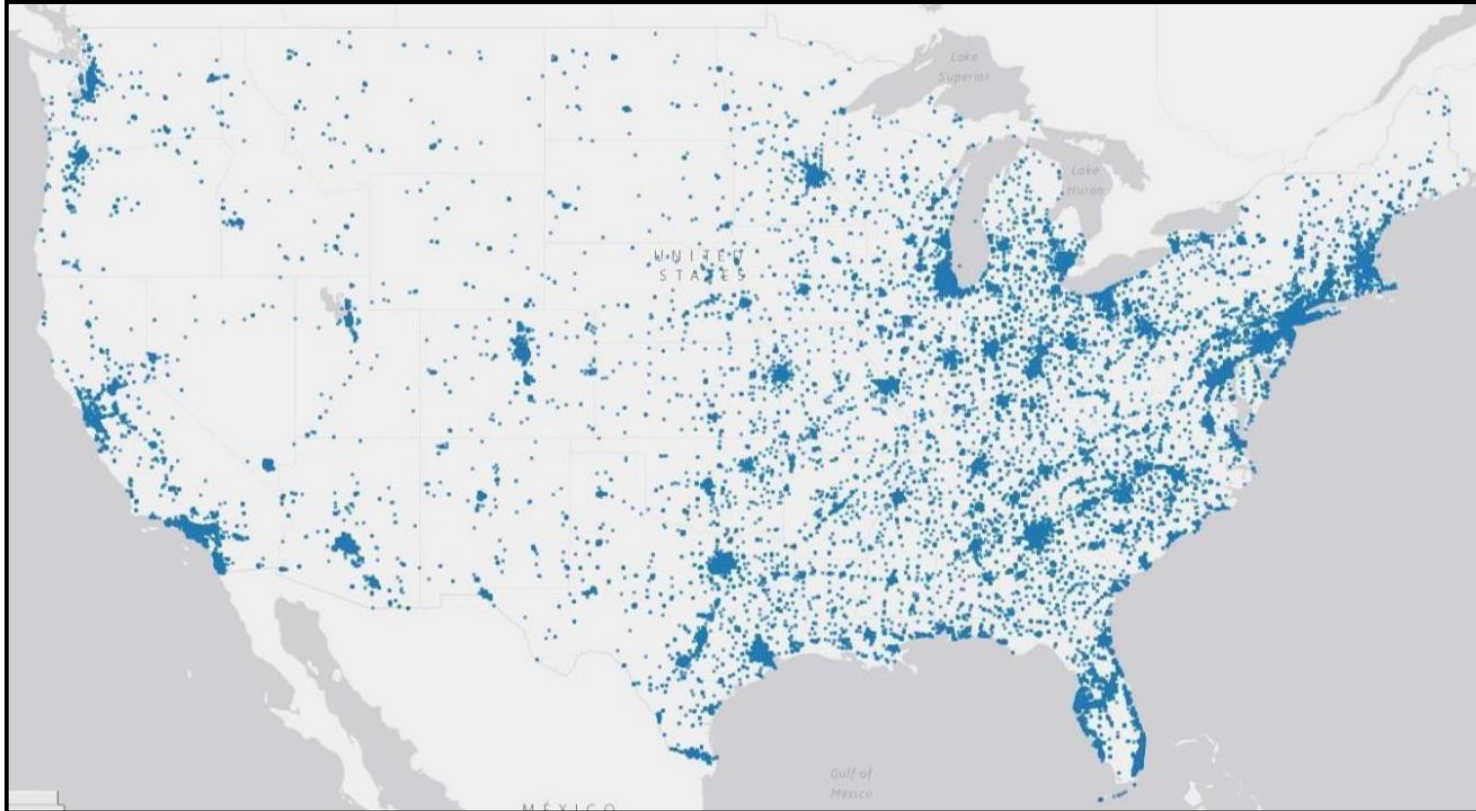 Lake
Superior
Lake
Huron
UNITED
STATES
Gulf of
Mexico
MÉXICO